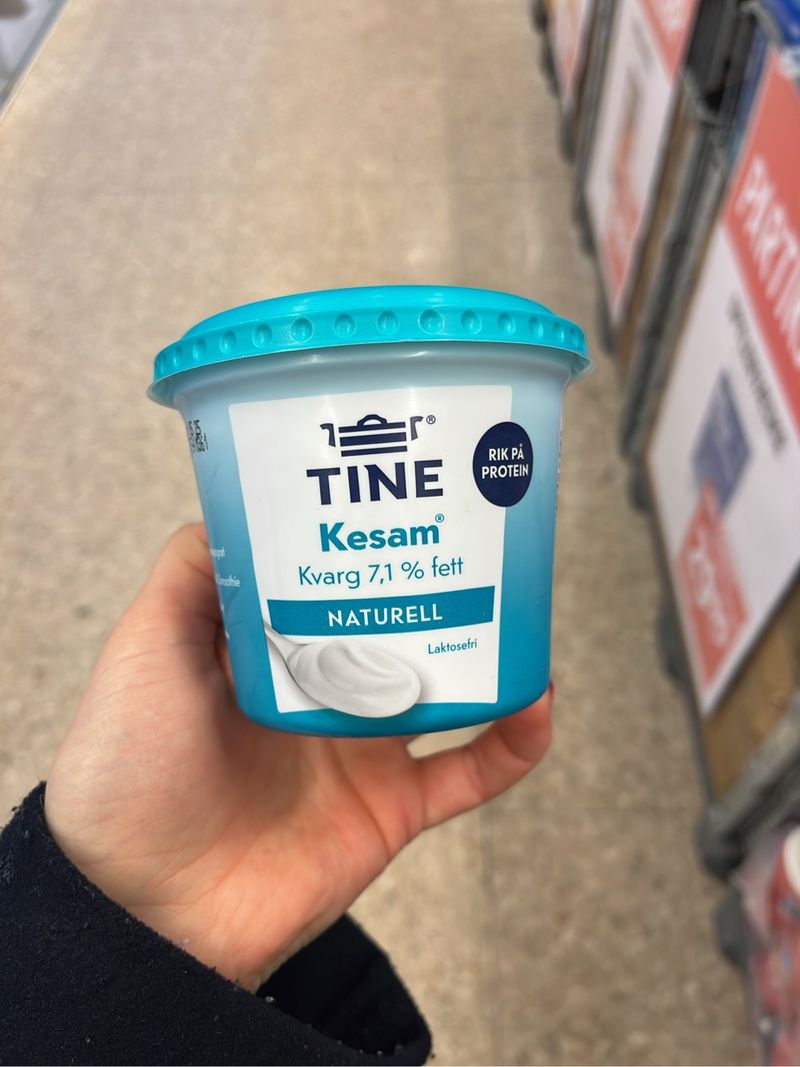 TINE
RIK PÅ
PROTEIN
Kesam®
Kvarg 7,1 % fett
NATURELL
Laktosefri